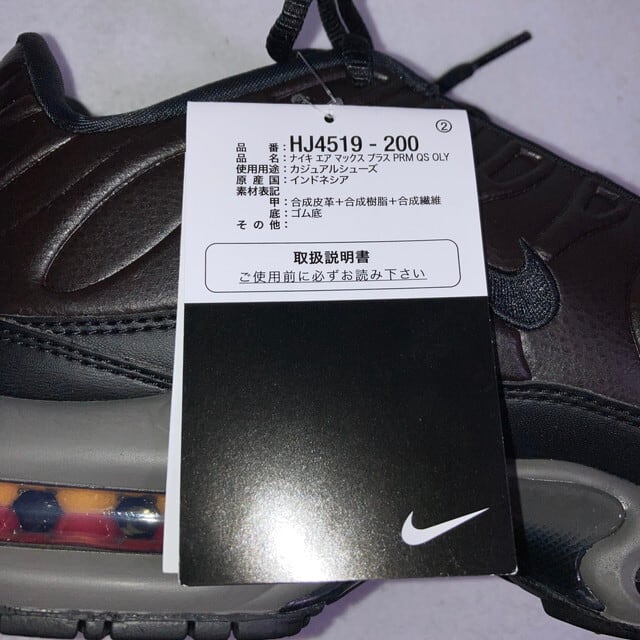 ②
品番：HJ4519 - 200
品名：ナイキ エア マックス プラス PRM QS OLY
使用用途：カジュアルシューズ
原産国：インドネシア
素材表記
甲：合成皮革＋合成樹脂＋合成繊維
底：ゴム底
その他：
取扱説明書
ご使用前に必ずお読み下さい